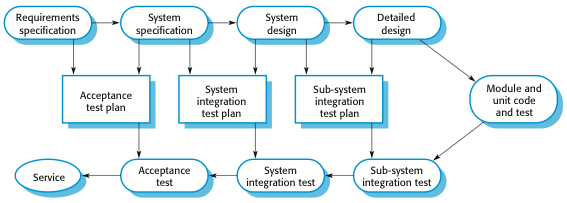 Requirements
specification
System
specification
System
design
Detailed
design
Acceptance
test plan
System
integration
test plan
Sub-system
integration
test plan
Module and
unit code
and test
Service
Acceptance
test
System
integration test
Sub-system
integration test